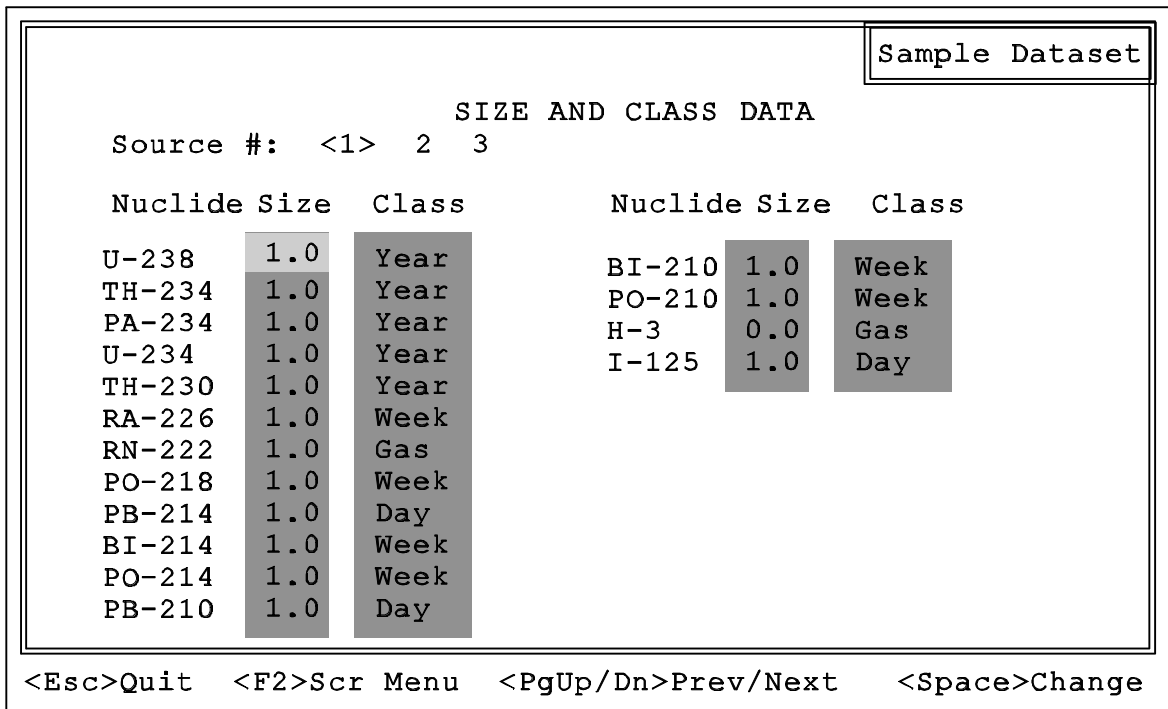 Sample Dataset
SIZE AND CLASS DATA
Source #: <1> 2 3
Nuclide Size Class
U-238 1.0 Year
TH-234 1.0 Year
PA-234 1.0 Year
U-234 1.0 Year
TH-230 1.0 Year
RA-226 1.0 Week
RN-222 1.0 Gas
PO-218 1.0 Week
PB-214 1.0 Day
BI-214 1.0 Week
PO-214 1.0 Week
PB-210 1.0 Day
Nuclide Size Class
BI-210 1.0 Week
PO-210 1.0 Week
H-3 0.0 Gas
I-125 1.0 Day
<Esc>Quit <F2>Scr Menu <PgUp/Dn>Prev/Next <Space>Change